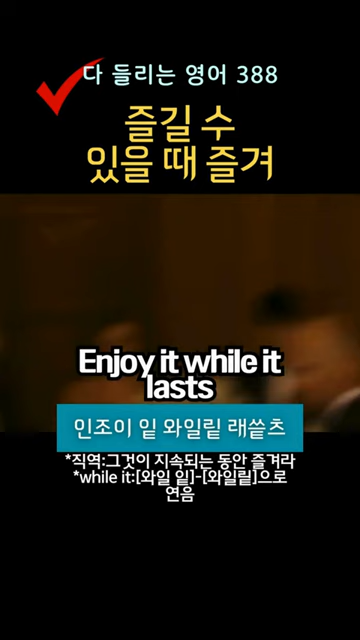 다 들리는 영어 388
즐길 수
있을 때 즐겨
Enjoy it while it
lasts
인조이 잍 와일맅 래쓷츠
*직역:그것이 지속되는 동안 즐겨라
*while it:[와일 잍]-[와일맅]으로
연음